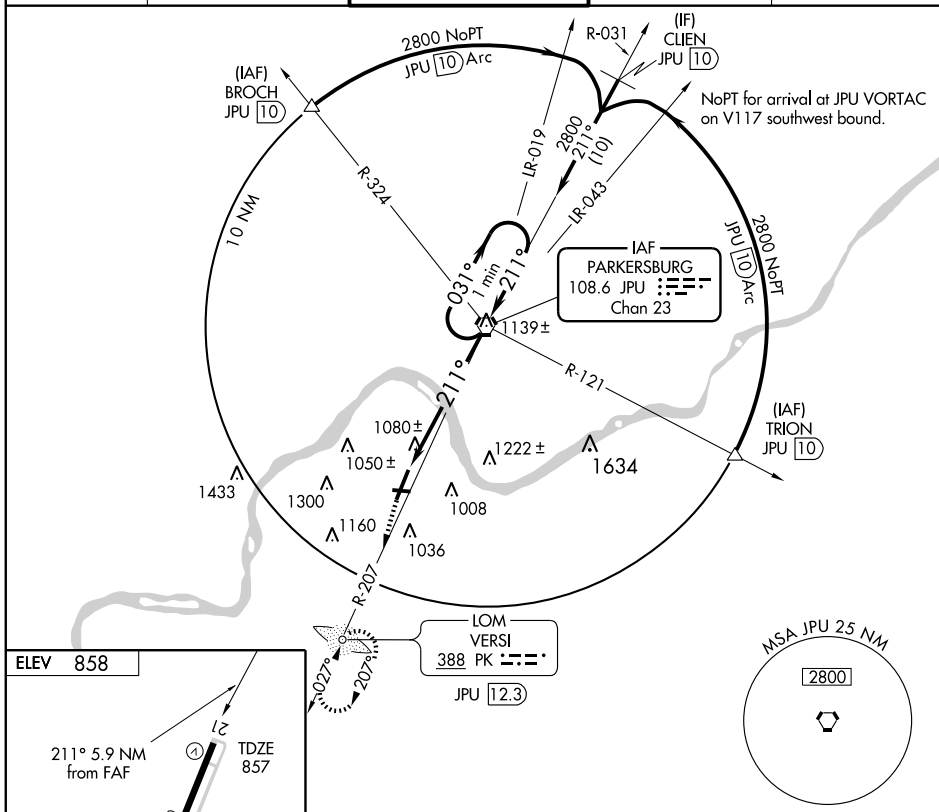 2800 NoPT
JPU 10 Arc
R-031
(IF)
CLIEN
JPU 10
(IAF)
BROCH
JPU 10
NoPT for arrival at JPU VORTAC
on V117 southwest bound.
2800
211°
(10)
LR-019
LR-043
R-324
10 NM
2800 NoPT
JPU 10 Arc
031°
1 min
211°
IAF
PARKERSBURG
108.6 JPU
Chan 23
1139±
R-121
211°
(IAF)
TRION
JPU 10
1080±
1050±
1222±
1634
1433
1300
1008
1160
1036
R-207
LOM
VERSI
388 PK
JPU 12.3
027°
207°
MSA JPU 25 NM
2800
ELEV 858
21
211° 5.9 NM
from FAF
TDZE
857